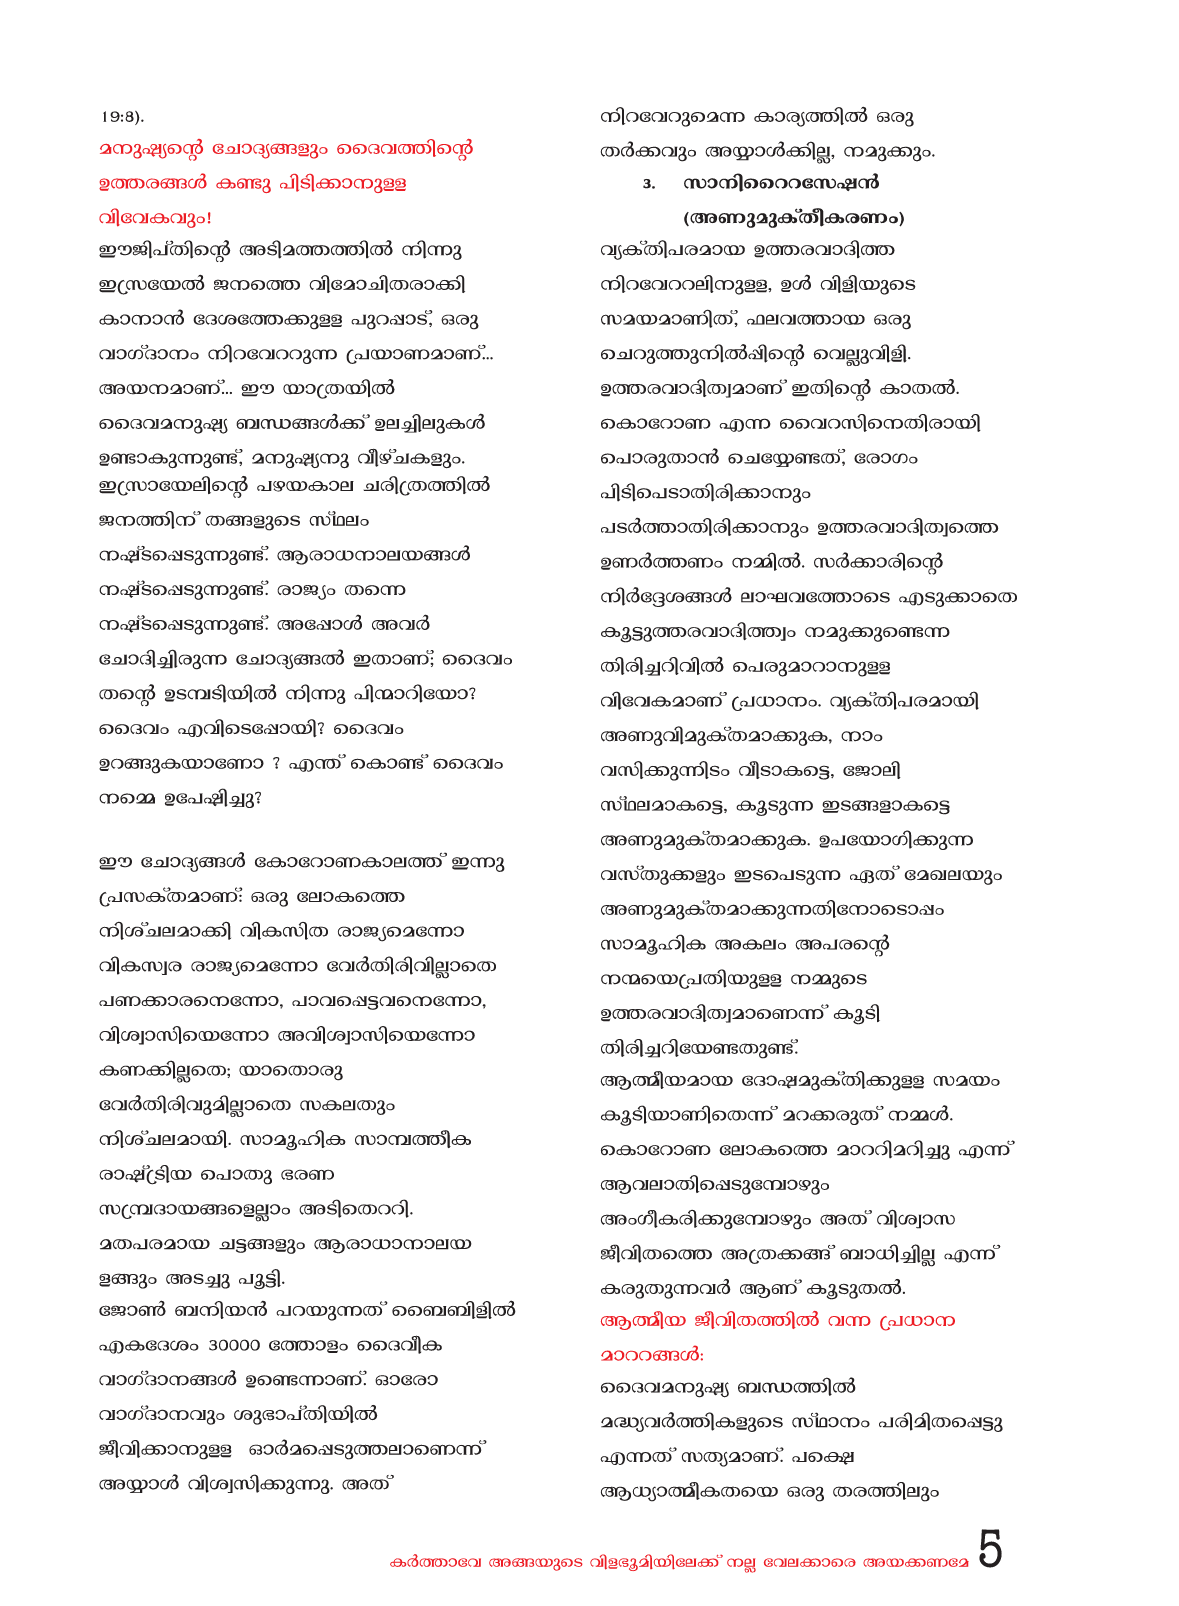 19:8).
മനുഷ്യന്റെ ചോദ്യങ്ങളും ദൈവത്തിന്റെ
ഉത്തരങ്ങൾ കണ്ടു പിടിക്കാനുളള
വിവേകവും!
ഈജിപ്തിന്റെ അടിമത്തത്തിൽ നിന്നു
ഇസ്രയേൽ ജനത്തെ വിമോചിതരാക്കി
കാനാൻ ദേശത്തേക്കുളള പുറപ്പാട്, ഒരു
വാഗ്ദാനം നിറവേററുന്ന പ്രയാണമാണ്...
അയനമാണ്... ഈ യാത്രയിൽ
ദൈവമനുഷ്യ ബന്ധങ്ങൾക്ക് ഉലച്ചിലുകൾ
ഉണ്ടാകുന്നുണ്ട്, മനുഷ്യനു വീഴ്ചകളും.
ഇസ്രായേലിന്റെ പഴയകാല ചരിത്രത്തിൽ
ജനത്തിന് തങ്ങളുടെ സ്ഥലം
നഷ്ടപ്പെടുന്നുണ്ട്. ആരാധനാലയങ്ങൾ
നഷ്ടപ്പെടുന്നുണ്ട്. രാജ്യം തന്നെ
നഷ്ടപ്പെടുന്നുണ്ട്. അപ്പോൾ അവർ
ചോദിച്ചിരുന്ന ചോദ്യങ്ങൽ ഇതാണ്; ദൈവം
തന്റെ ഉടമ്പടിയിൽ നിന്നു പിന്മാറിയോ?
ദൈവം എവിടെപ്പോയി? ദൈവം
ഉറങ്ങുകയാണോ ? എന്ത് കൊണ്ട് ദൈവം
നമ്മെ ഉപേഷിച്ചു?
ഈ ചോദ്യങ്ങൾ കോറോണകാലത്ത് ഇന്നു
പ്രസക്തമാണ്: ഒരു ലോകത്തെ
നിശ്ചലമാക്കി വികസിത രാജ്യമെന്നോ
വികസ്വര രാജ്യമെന്നോ വേർതിരിവില്ലാതെ
പണക്കാരനെന്നോ, പാവപ്പെട്ടവനെന്നോ,
വിശ്വാസിയെന്നോ അവിശ്വാസിയെന്നോ
കണക്കില്ലതെ; യാതൊരു
വേർതിരിവുമില്ലാതെ സകലതും
നിശ്ചലമായി. സാമൂഹിക സാമ്പത്തീക
രാഷ്ട്രിയ പൊതു ഭരണ
സമ്പ്രദായങ്ങളെല്ലാം അടിതെററി.
മതപരമായ ചട്ടങ്ങളും ആരാധാനാലയ
ളങ്ങും അടച്ചു പൂട്ടി.
ജോൺ ബനിയൻ പറയുന്നത് ബൈബിളിൽ
എകദേശം 30000 ത്തോളം ദൈവീക
വാഗ്ദാനങ്ങൾ ഉണ്ടെന്നാണ്. ഓരോ
വാഗ്ദാനവും ശുഭാപ്തിയിൽ
ജീവിക്കാനുളള ഓർമപ്പെടുത്തലാണെന്ന്
അയ്യാൾ വിശ്വസിക്കുന്നു. അത്
നിറവേറുമെന്ന കാര്യത്തിൽ ഒരു
തർക്കവും അയ്യാൾക്കില്ല, നമുക്കും.
3. സാനിറൈറസേഷൻ
(അണുമുക്തീകരണം)
വ്യക്തിപരമായ ഉത്തരവാദിത്ത
നിറവേററലിനുളള, ഉൾ വിളിയുടെ
സമയമാണിത്, ഫലവത്തായ ഒരു
ചെറുത്തുനിൽപ്പിന്റെ വെല്ലുവിളി.
ഉത്തരവാദിത്വമാണ് ഇതിന്റെ കാതൽ.
കൊറോണ എന്ന വൈറസിനെതിരായി
പൊരുതാൻ ചെയ്യേണ്ടത്, രോഗം
പിടിപെടാതിരിക്കാനും
പടർത്താതിരിക്കാനും ഉത്തരവാദിത്വത്തെ
ഉണർത്തണം നമ്മിൽ. സർക്കാരിന്റെ
നിർദ്ദേശങ്ങൾ ലാഘവത്തോടെ എടുക്കാതെ
കൂട്ടുത്തരവാദിത്ത്വം നമുക്കുണ്ടെന്ന
തിരിച്ചറിവിൽ പെരുമാറാനുളള
വിവേകമാണ് പ്രധാനം. വ്യക്തിപരമായി
അണുവിമുക്തമാക്കുക, നാം
വസിക്കുന്നിടം വീടാകട്ടെ, ജോലി
സ്ഥലമാകട്ടെ, കൂടുന്ന ഇടങ്ങളാകട്ടെ
അണുമുക്തമാക്കുക. ഉപയോഗിക്കുന്ന
വസ്തുക്കളും ഇടപെടുന്ന ഏത് മേഖലയും
അണുമുക്തമാക്കുന്നതിനോടൊപ്പം
സാമൂഹിക അകലം അപരന്റെ
നന്മയെപ്രതിയുളള നമ്മുടെ
ഉത്തരവാദിത്വമാണെന്ന് കൂടി
തിരിച്ചറിയേണ്ടതുണ്ട്.
ആത്മീയമായ ദോഷമുക്തിക്കുളള സമയം
കൂടിയാണിതെന്ന് മറക്കരുത് നമ്മൾ.
കൊറോണ ലോകത്തെ മാററിമറിച്ചു എന്ന്
ആവലാതിപ്പെടുമ്പോഴും
അംഗീകരിക്കുമ്പോഴും അത് വിശ്വാസ
ജീവിതത്തെ അത്രക്കങ്ങ് ബാധിച്ചില്ല എന്ന്
കരുതുന്നവർ ആണ് കൂടുതൽ.
ആത്മീയ ജീവിതത്തിൽ വന്ന പ്രധാന
മാററങ്ങൾ:
ദൈവമനുഷ്യ ബന്ധത്തിൽ
മദ്ധ്യവർത്തികളുടെ സ്ഥാനം പരിമിതപ്പെട്ടു
എന്നത് സത്യമാണ്. പക്ഷെ
ആധ്യാത്മീകതയെ ഒരു തരത്തിലും
കർത്താവേ അങ്ങയുടെ വിളഭൂമിയിലേക്ക് നല്ല വേലക്കാരെ അയക്കണമേ 5